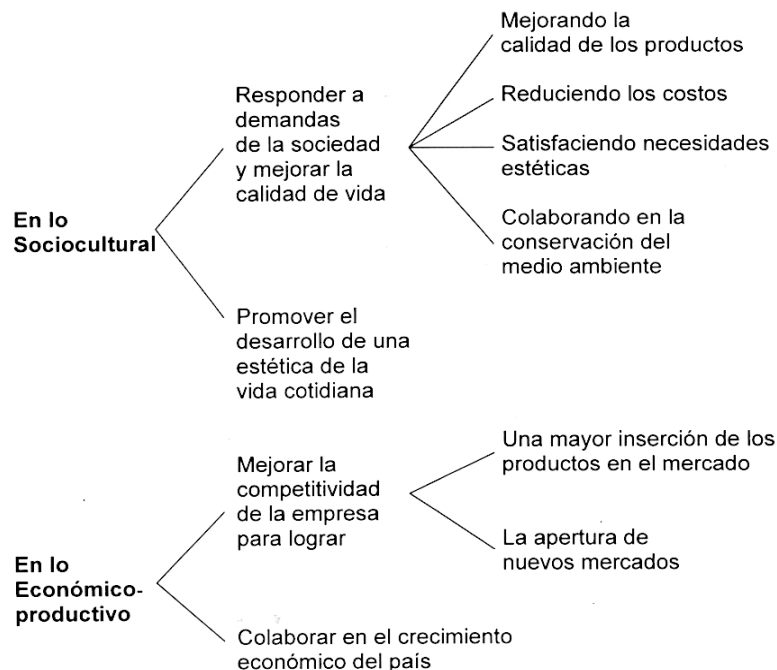 En lo
Sociocultural
Responder a
demandas
de la sociedad
y mejorar la
calidad de vida
Mejorando la
calidad de los productos
Reduciendo los costos
Satisfaciendo necesidades
estéticas
Colaborando en la
conservación del
medio ambiente
Promover el
desarrollo de una
estética de la
vida cotidiana
En lo
Económico-
productivo
Mejorar la
competitividad
de la empresa
para lograr
Una mayor inserción de los
productos en el mercado
La apertura de
nuevos mercados
Colaborar en el crecimiento
económico del país